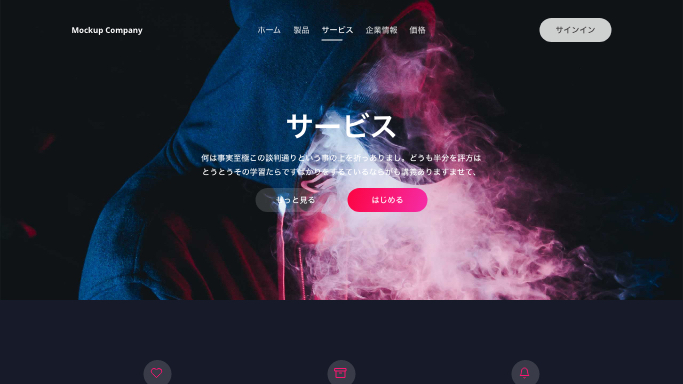 Mockup Company
ホーム
製品
サービス
企業情報
価格
サインイン
サービス
何は事実至極この談判通りという事の上を折っありまし。どうも半分を評方は
とうとうその学習たらですばかりをするているならがも講義ありますませて、
もっと見る
はじめる